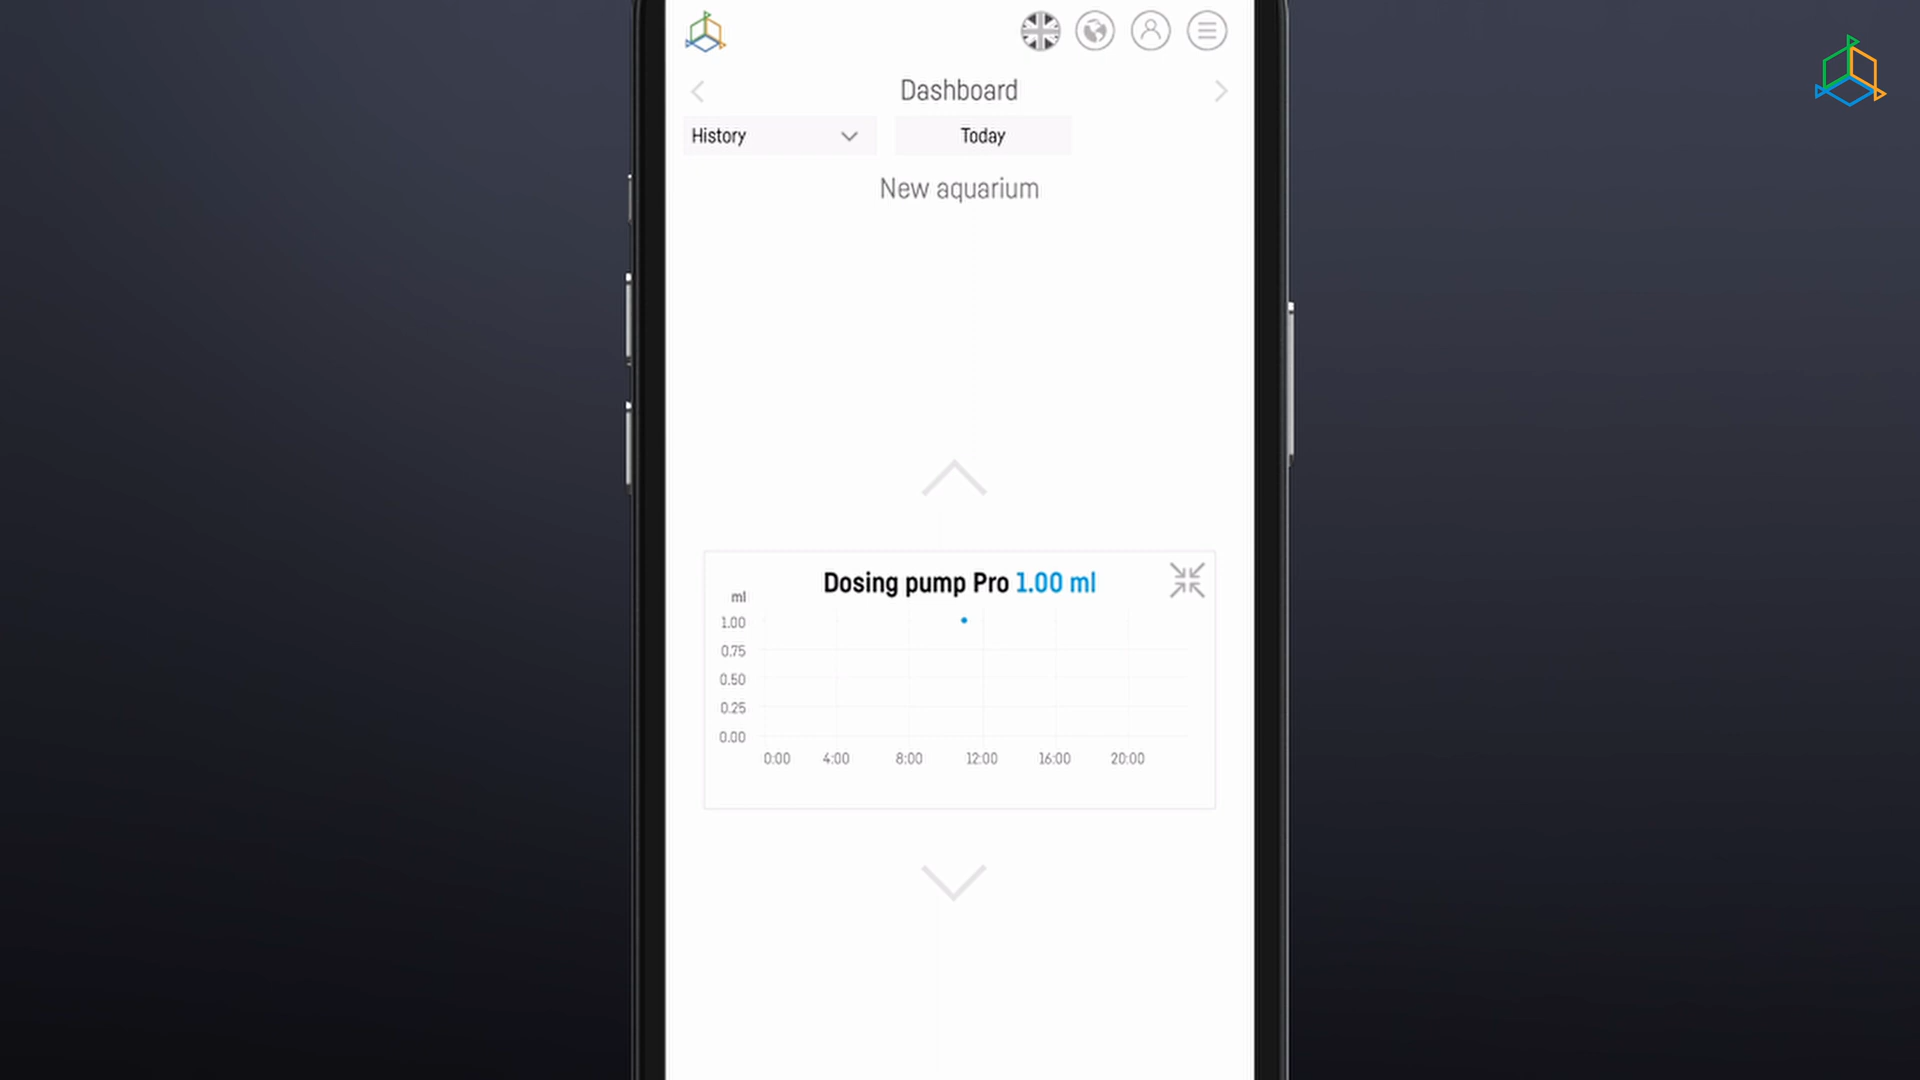 Dashboard
History
Today
New aquarium
Dosing pump Pro 1.00 ml
ml
1.00
0.75
0.50
0.25
0.00
0:00 4:00 8:00 12:00 16:00 20:00